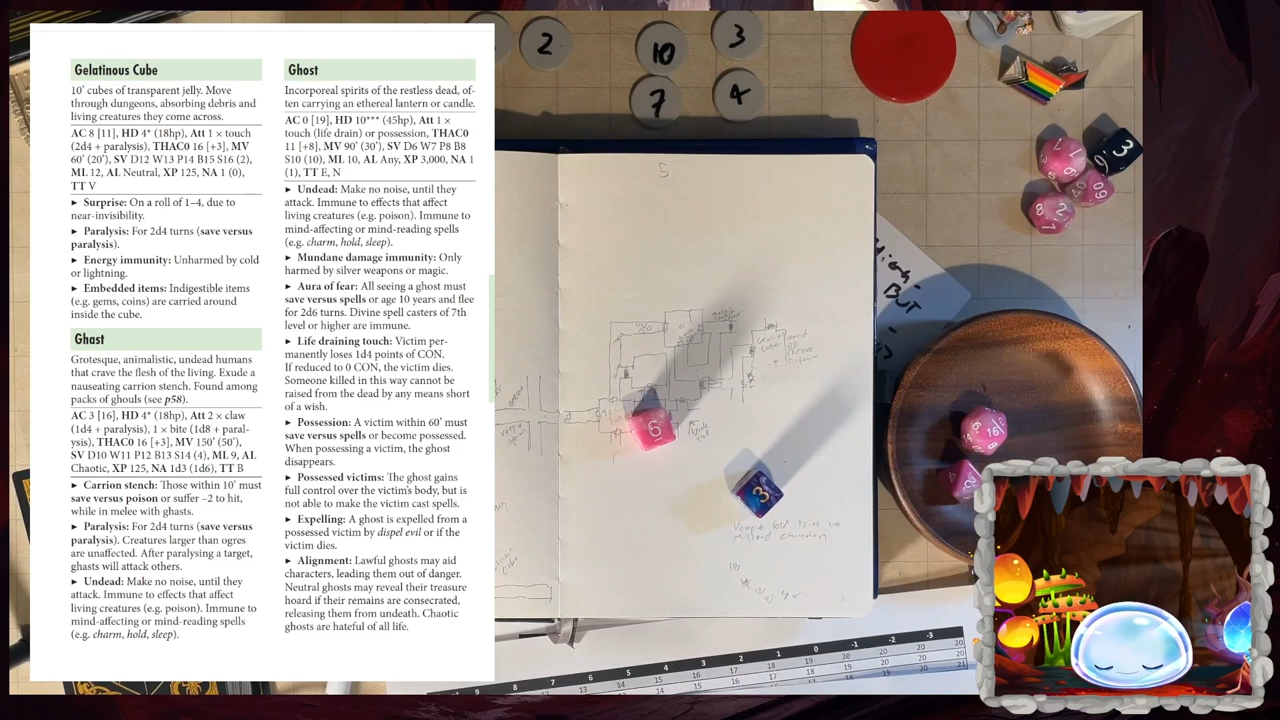 Gelatinous Cube
10' cubes of transparent jelly. Move
through dungeons, absorbing debris and
living creatures they come across.
AC 8 [11], HD 4* (18hp), Att 1 × touch
(2d4 + paralysis), THAC0 16 [+3], MV
60' (20'), SV D12 W13 P14 B15 S16 (2),
ML 12, AL Neutral, XP 125, NA 1 (0),
TT V
► Surprise: On a roll of 1–4, due to
near-invisibility.
► Paralysis: For 2d4 turns (save versus
paralysis).
► Energy immunity: Unharmed by cold
or lightning.
► Embedded items: Indigestible items
(e.g. gems, coins) are carried around
inside the cube.
Ghast
Grotesque, animalistic, undead humans
that crave the flesh of the living. Exude a
nauseating carrion stench. Found among
packs of ghouls (see p58).
AC 3 [16], HD 4* (18hp), Att 2 × claw
(1d4 + paralysis), 1 × bite (1d8 + paral-
ysis), THAC0 16 [+3], MV 150' (50'),
SV D10 W11 P12 B13 S14 (4), ML 9, AL
Chaotic, XP 125, NA 1d3 (1d6), TT B
► Carrion stench: Those within 10' must
save versus poison or suffer –2 to hit,
while in melee with ghasts.
► Paralysis: For 2d4 turns (save versus
paralysis). Creatures larger than ogres
are unaffected. After paralysing a target,
ghasts will attack others.
► Undead: Make no noise, until they
attack. Immune to effects that affect
living creatures (e.g. poison). Immune to
mind-affecting or mind-reading spells
(e.g. charm, hold, sleep).
Ghost
Incorporeal spirits of the restless dead, of-
ten carrying an ethereal lantern or candle.
AC 0 [19], HD 10*** (45hp), Att 1 ×
touch (life drain) or possession, THAC0
11 [+8], MV 90' (30'), SV D6 W7 P8 B8
S10 (10), ML 10, AL Any, XP 3,000, NA 1
(1), TT E, N
► Undead: Make no noise, until they
attack. Immune to effects that affect
living creatures (e.g. poison). Immune to
mind-affecting or mind-reading spells
(e.g. charm, hold, sleep).
► Mundane damage immunity: Only
harmed by silver weapons or magic.
► Aura of fear: All seeing a ghost must
save versus spells or age 10 years and flee
for 2d6 turns. Divine spell casters of 7th
level or higher are immune.
► Life draining touch: Victim per-
manently loses 1d4 points of CON.
If reduced to 0 CON, the victim dies.
Someone killed in this way cannot be
raised from the dead by any means short
of a wish.
► Possession: A victim within 60' must
save versus spells or become possessed.
When possessing a victim, the ghost
disappears.
► Possessed victims: The ghost gains
full control over the victim's body, but is
not able to make the victim cast spells.
► Expelling: A ghost is expelled from a
possessed victim by dispel evil or if the
victim dies.
► Alignment: Lawful ghosts may aid
characters, leading them out of danger.
Neutral ghosts may reveal their treasure
hoard if their remains are consecrated,
releasing them from undeath. Chaotic
ghosts are hateful of all life.
2
10
3
7
4
5
BUT
6
3
3
6
8 2
9 8 7 6 5 4 3 2 1 0 -1 -2 -3